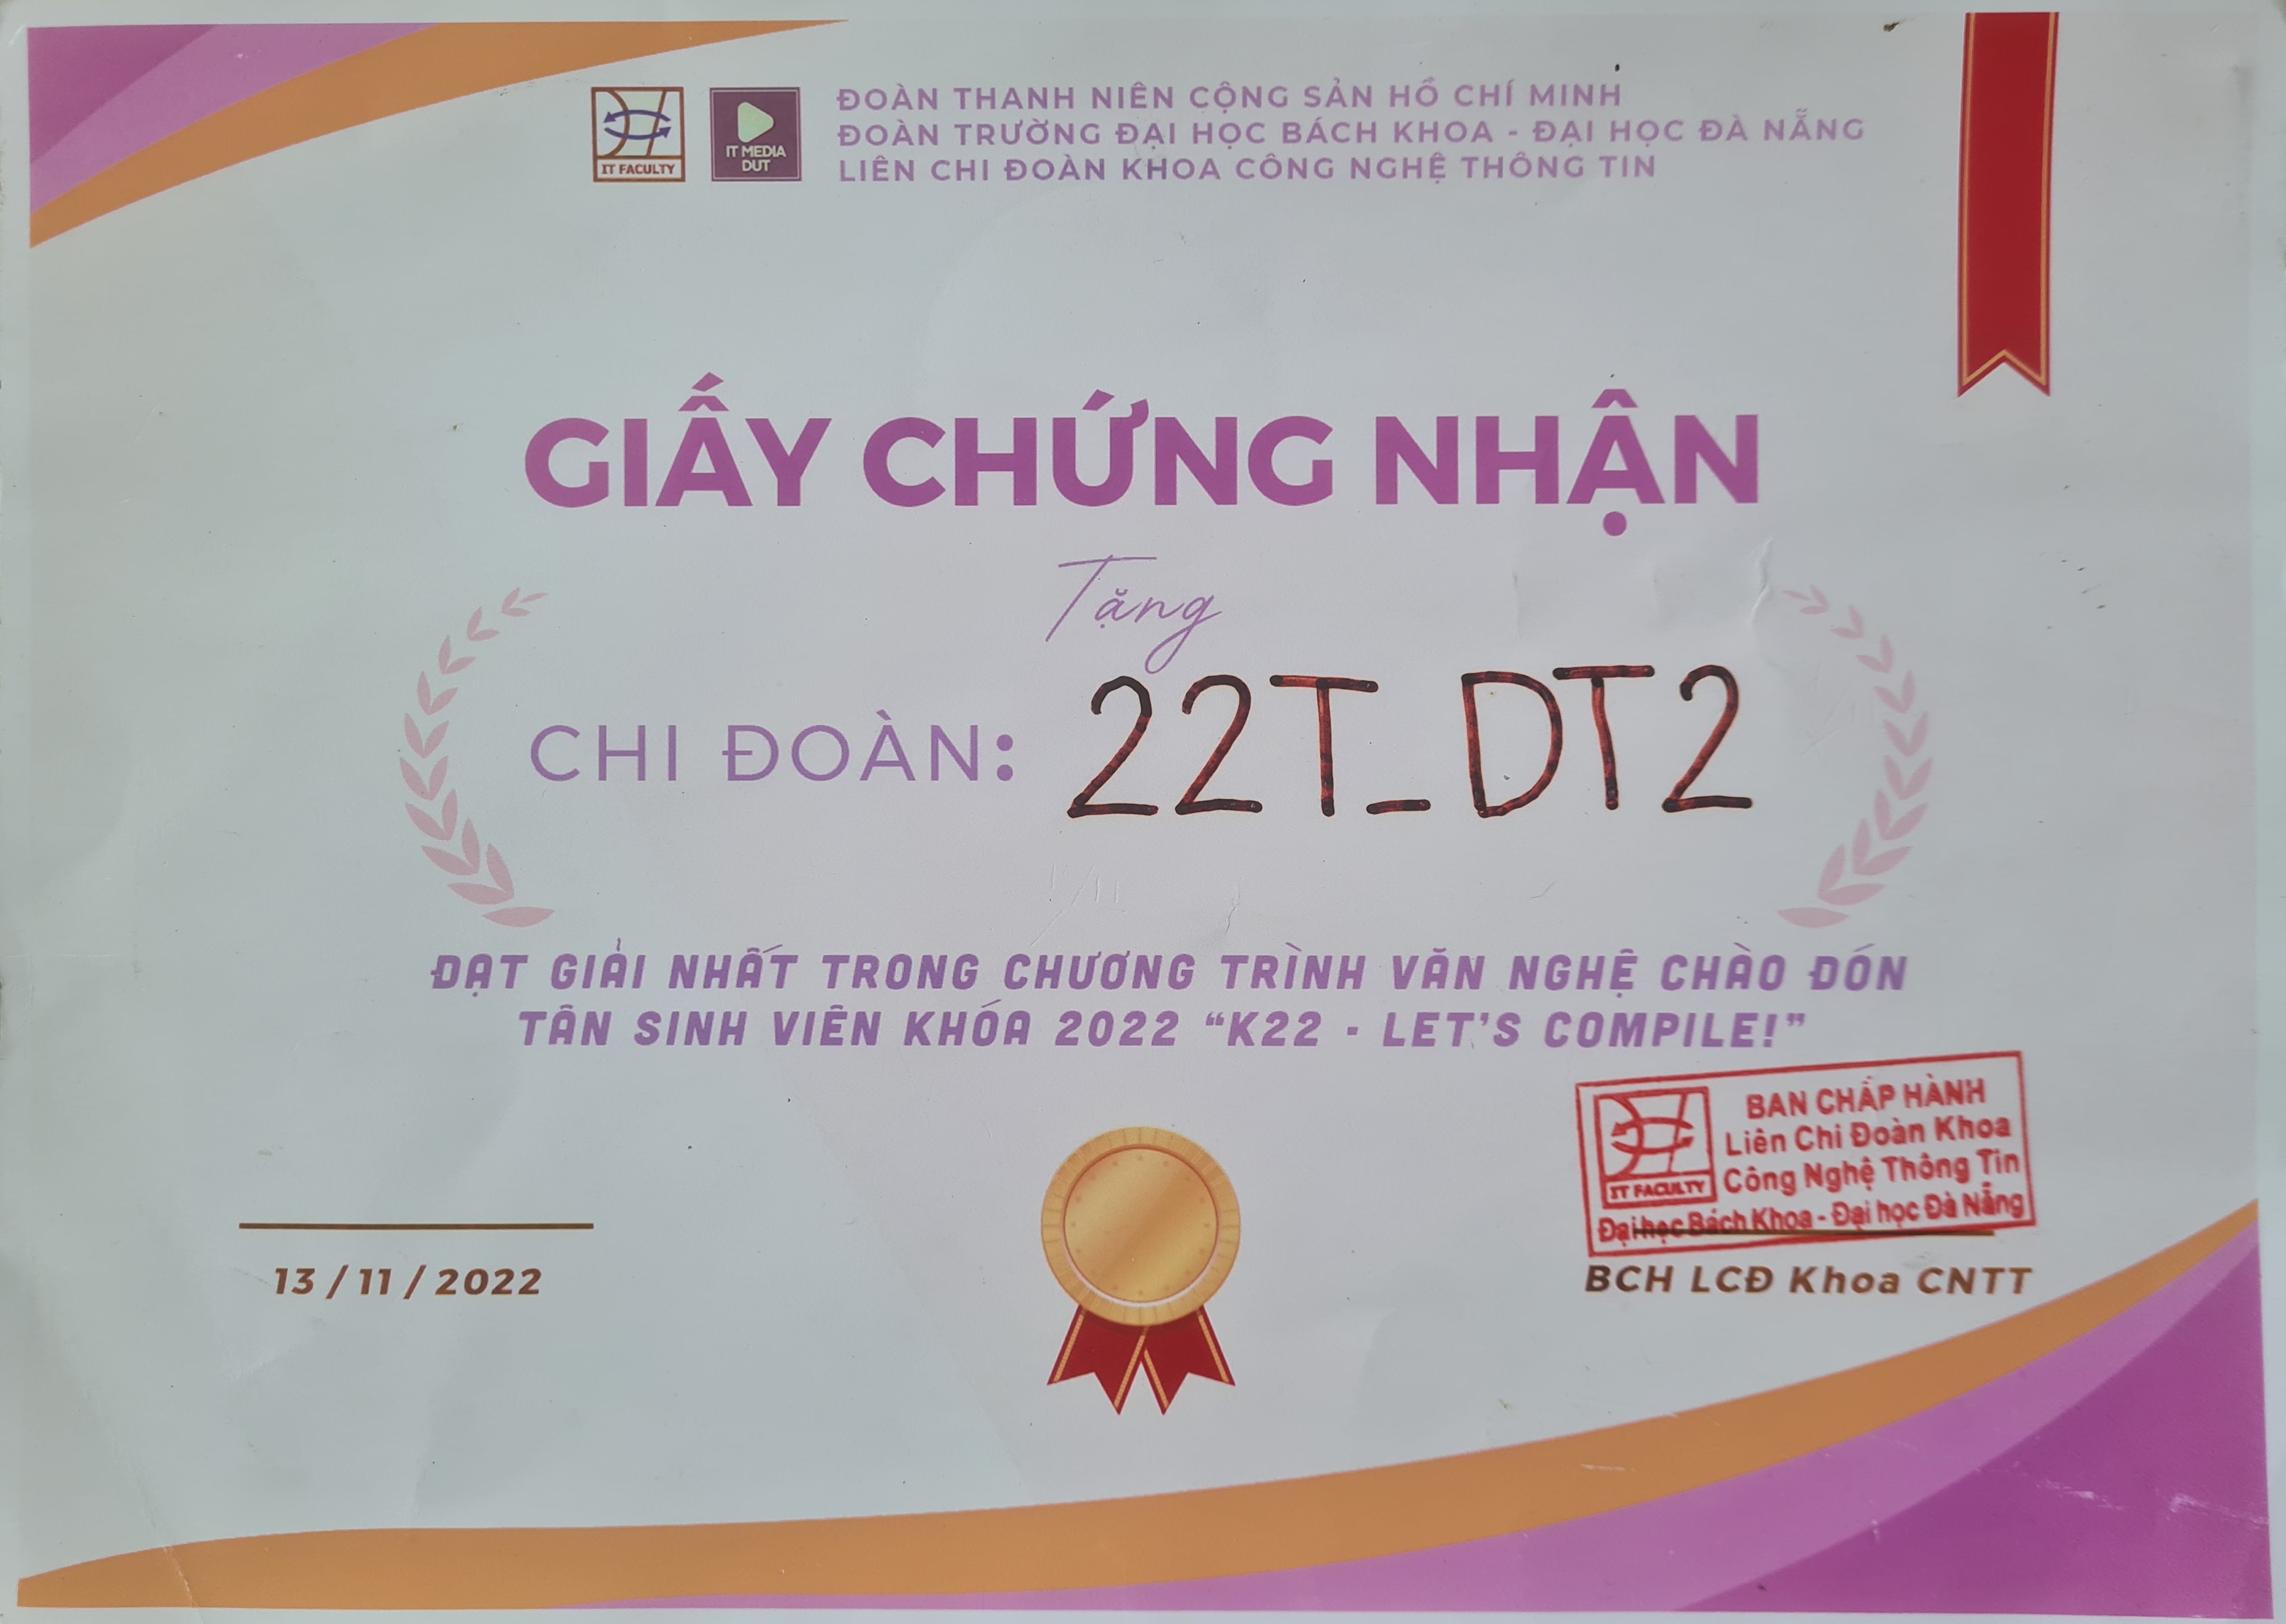 IT FACULTY
IT MEDIA
DUT
ĐOÀN THANH NIÊN CỘNG SẢN HỒ CHÍ MINH
ĐOÀN TRƯỜNG ĐẠI HỌC BÁCH KHOA - ĐẠI HỌC ĐÀ NẴNG
LIÊN CHI ĐOÀN KHOA CÔNG NGHỆ THÔNG TIN
GIẤY CHỨNG NHẬN
Tặng
CHI ĐOÀN: 22T_DT2
ĐẠT GIẢI NHẤT TRONG CHƯƠNG TRÌNH VĂN NGHỆ CHÀO ĐÓN
TÂN SINH VIÊN KHÓA 2022 “K22 - LET’S COMPILE!”
BAN CHẤP HÀNH
Liên Chi Đoàn Khoa
Công Nghệ Thông Tin
IT FACULTY
Đại học Bách Khoa - Đại học Đà Nẵng
13 / 11 / 2022
BCH LCĐ Khoa CNTT